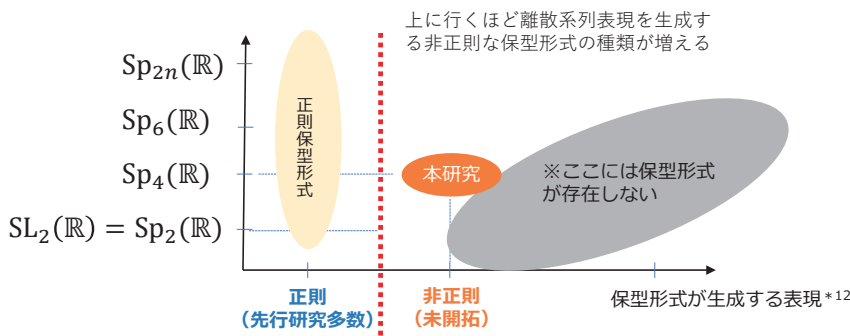 上に行くほど離散系列表現を生成す
る非正則な保型形式の種類が増える
Sp₂ₙ(ℝ)
Sp₆(ℝ)
Sp₄(ℝ)
SL₂(ℝ) = Sp₂(ℝ)
正則保型形式
本研究
※ここには保型形式
が存在しない
正則
(先行研究多数)
非正則
(未開拓)
保型形式が生成する表現*12